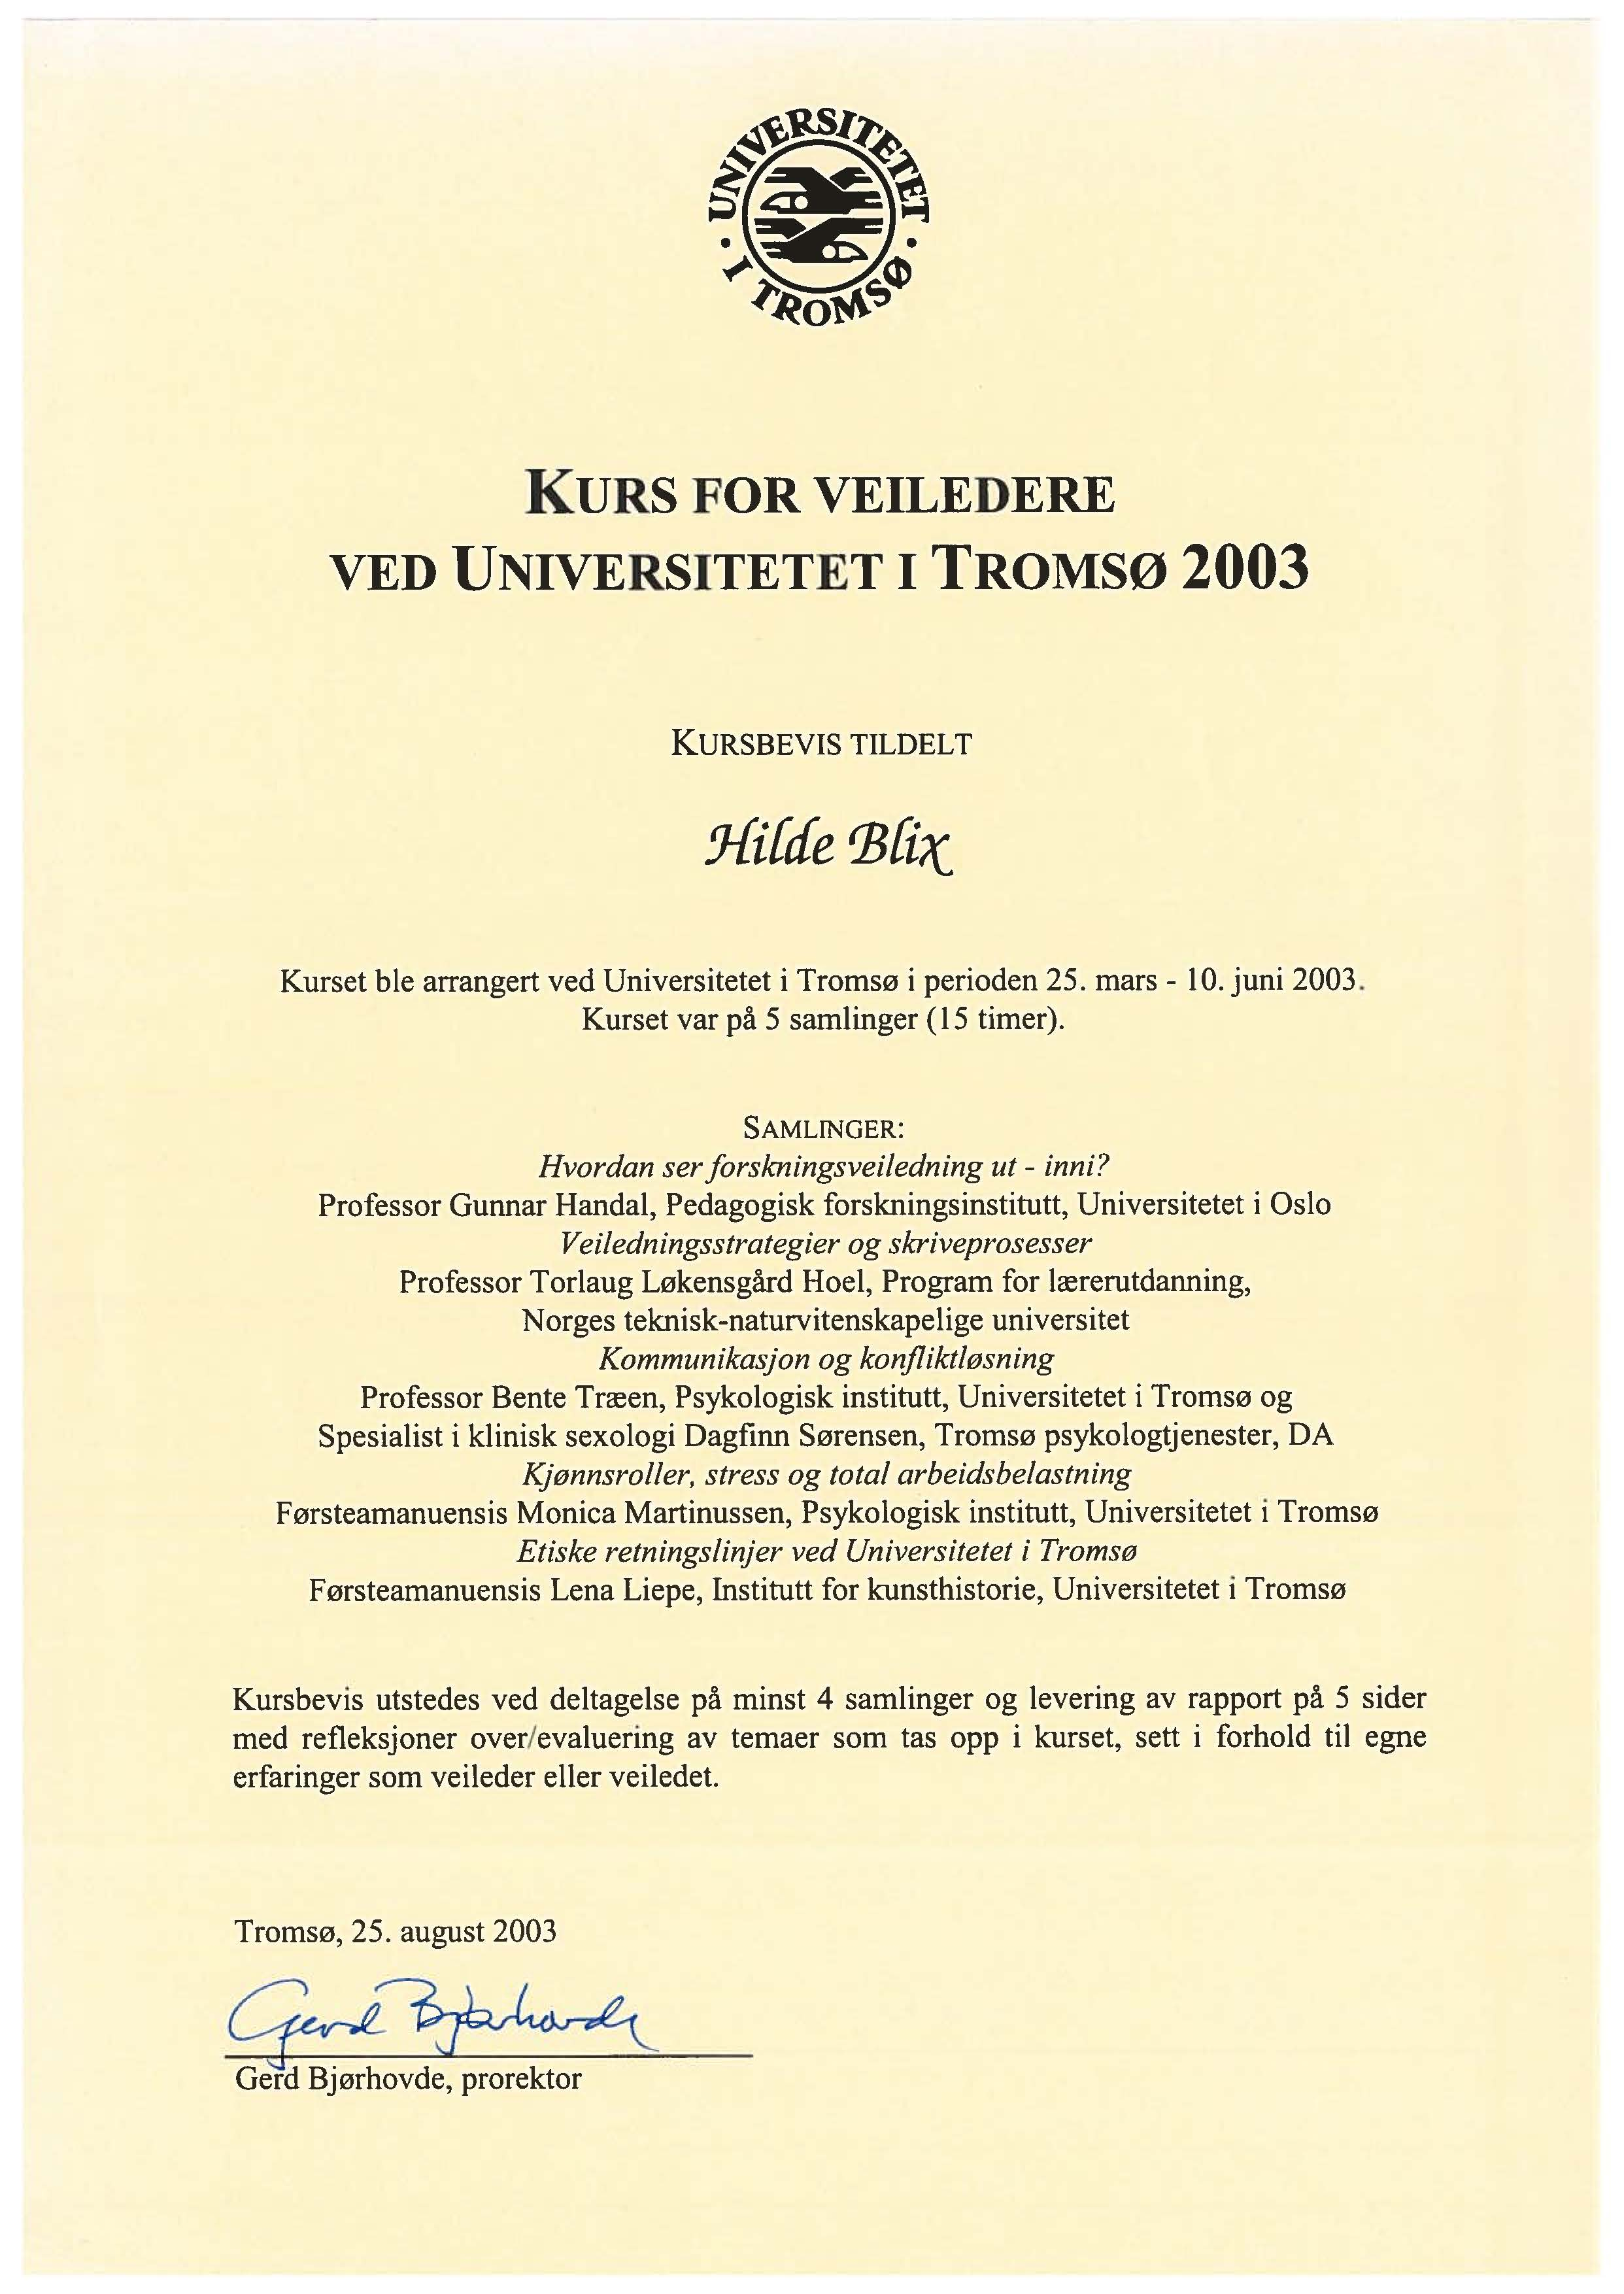 UNIVERSITETET
I TROMSØ
KURS FOR VEILEDERE
VED UNIVERSITETET I TROMSØ 2003
KURSBEVIS TILDELT
Hilde Blix
Kurset ble arrangert ved Universitetet i Tromsø i perioden 25. mars - 10. juni 2003.
Kurset var på 5 samlinger (15 timer).
SAMLINGER:
Hvordan ser forskningsveiledning ut - inni?
Professor Gunnar Handal, Pedagogisk forskningsinstitutt, Universitetet i Oslo
Veiledningsstrategier og skriveprosesser
Professor Torlaug Løkensgård Hoel, Program for lærerutdanning,
Norges teknisk-naturvitenskapelige universitet
Kommunikasjon og konfliktløsning
Professor Bente Træen, Psykologisk institutt, Universitetet i Tromsø og
Spesialist i klinisk sexologi Dagfinn Sørensen, Tromsø psykologtjenester, DA
Kjønnsroller, stress og total arbeidsbelastning
Førsteamanuensis Monica Martinussen, Psykologisk institutt, Universitetet i Tromsø
Etiske retningslinjer ved Universitetet i Tromsø
Førsteamanuensis Lena Liepe, Institutt for kunsthistorie, Universitetet i Tromsø
Kursbevis utstedes ved deltagelse på minst 4 samlinger og levering av rapport på 5 sider
med refleksjoner over/evaluering av temaer som tas opp i kurset, sett i forhold til egne
erfaringer som veileder eller veiledet.
Tromsø, 25. august 2003
Gerd Bjørhovde
Gerd Bjørhovde, prorektor